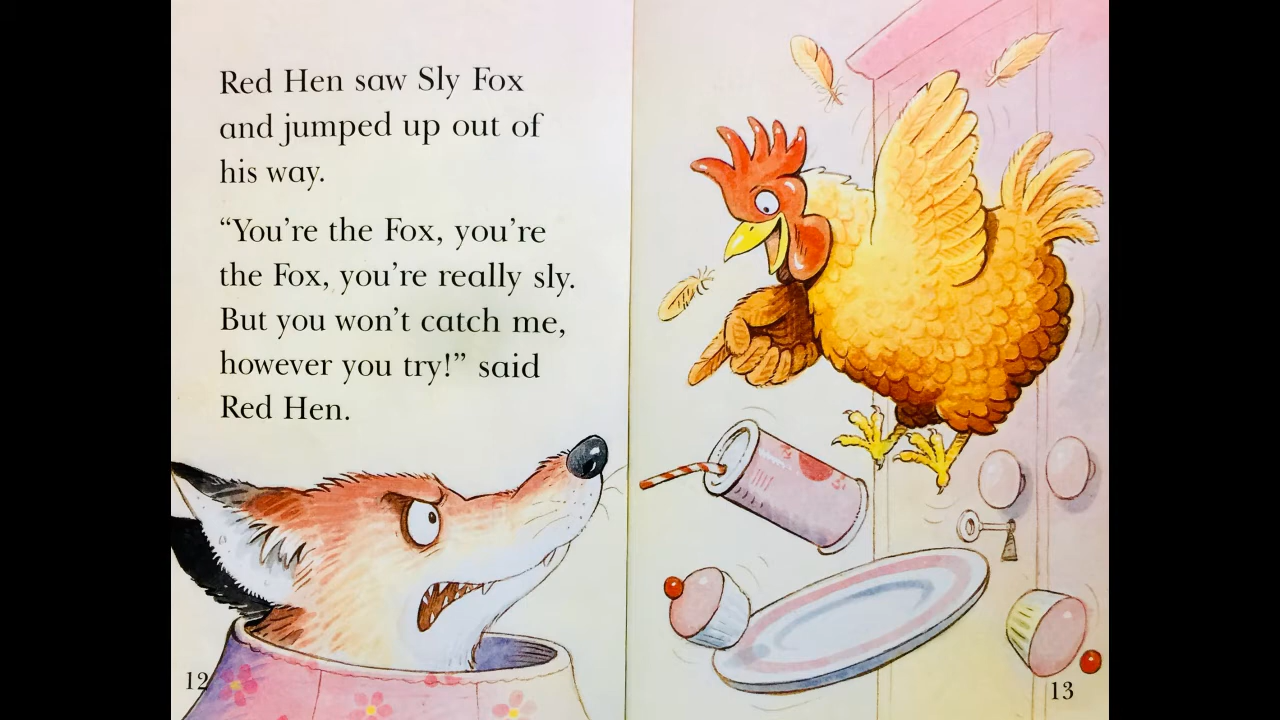 Red Hen saw Sly Fox
and jumped up out of
his way.
“You’re the Fox, you’re
the Fox, you’re really sly.
But you won’t catch me,
however you try!” said
Red Hen.
12
13